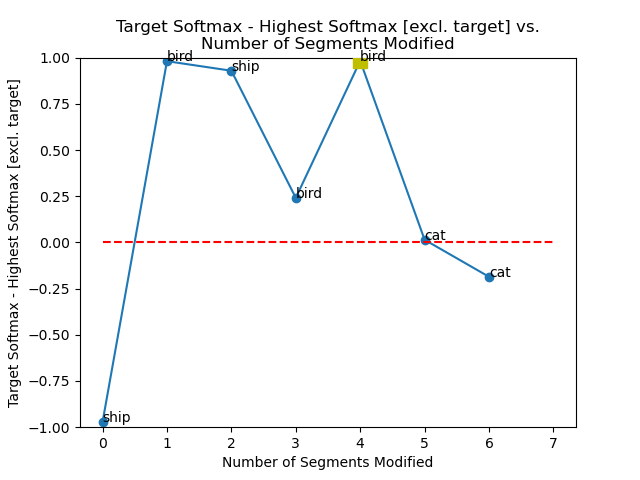 Target Softmax - Highest Softmax [excl. target] vs.
Number of Segments Modified
Target Softmax - Highest Softmax [excl. target]
1.00
0.75
0.50
0.25
0.00
−0.25
−0.50
−0.75
−1.00
bird
ship
bird
bird
cat
cat
ship
0 1 2 3 4 5 6 7
Number of Segments Modified